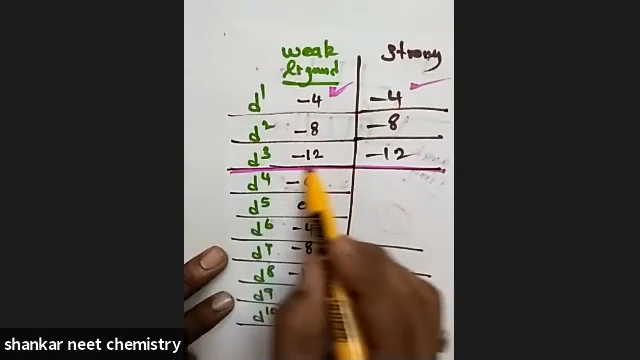 weak strong
ligand
d1 -4 -4
d2 -8 -8
d3 -12 -12
d4
d5
d6 -4
d7 -8
d8
d9
d10
shankar neet chemistry